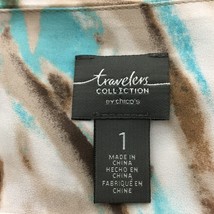 travelers
COLLECTION
BY chico's
1
MADE IN
CHINA
HECHO EN
CHINA
FABRIQUÉ EN
CHINE